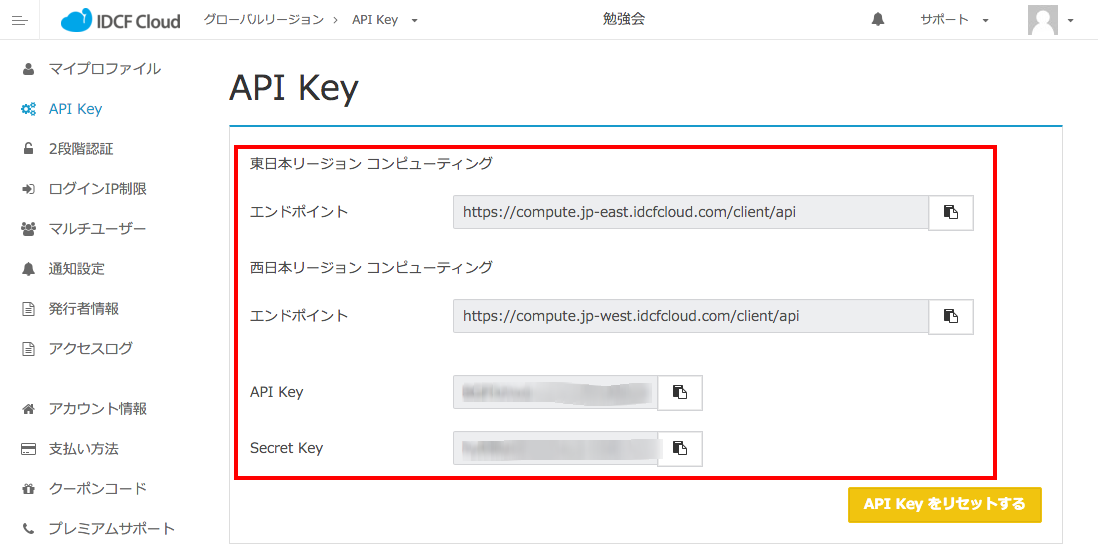 IDCF Cloud
グローバルリージョン > API Key
勉強会
サポート
マイプロファイル
API Key
2段階認証
ログインIP制限
マルチユーザー
通知設定
発行者情報
アクセスログ
アカウント情報
支払い方法
クーポンコード
プレミアムサポート
API Key
東日本リージョン コンピューティング
エンドポイント https://compute.jp-east.idcfcloud.com/client/api
西日本リージョン コンピューティング
エンドポイント https://compute.jp-west.idcfcloud.com/client/api
API Key
Secret Key
API Key をリセットする